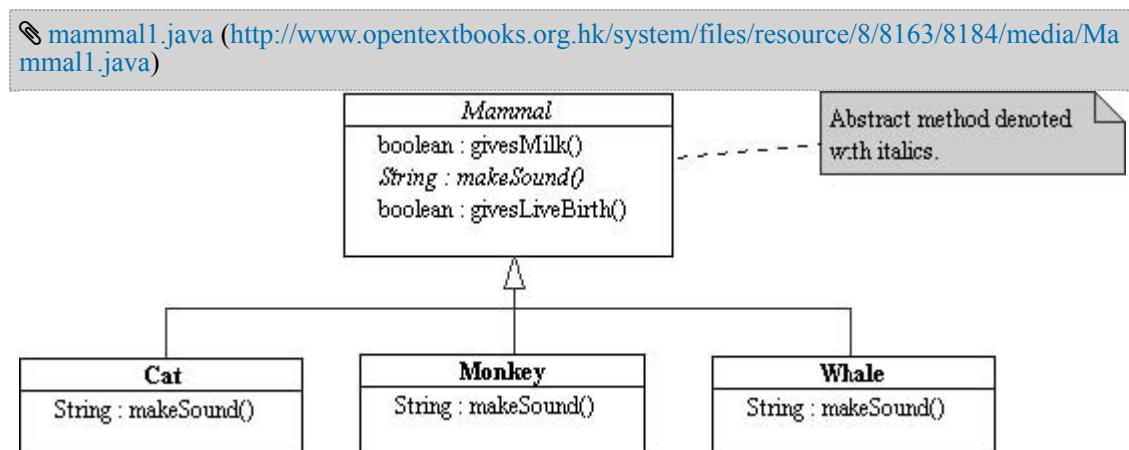 mammal1.java (http://www.opentextbooks.org.hk/system/files/resource/8/8163/8184/media/Ma
mmal1.java)
Mammal
boolean : givesMilk()
String : makeSound()
boolean : givesLiveBirth()
Abstract method denoted
with italics.
Cat
String : makeSound()
Monkey
String : makeSound()
Whale
String : makeSound()